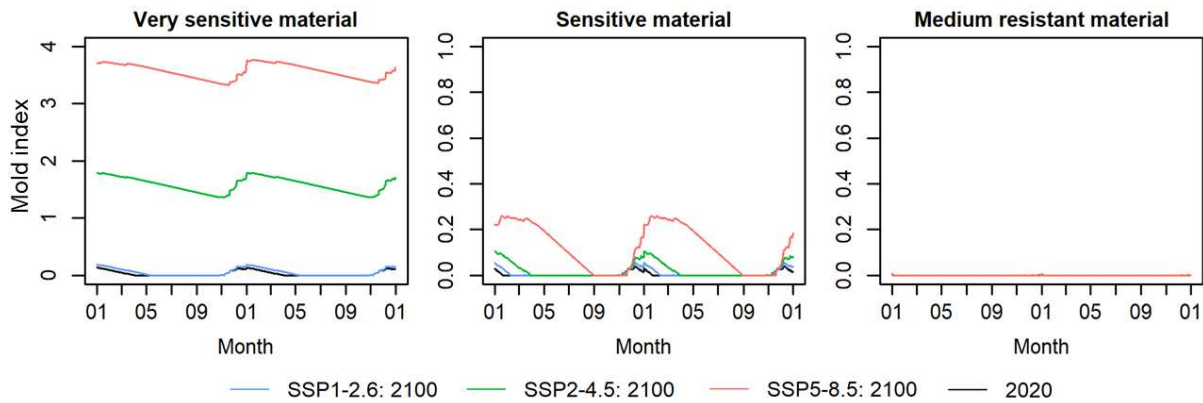 Very sensitive material
Sensitive material
Medium resistant material
Mold index
4
3
2
1
0
1.0
0.8
0.6
0.4
0.2
0.0
1.0
0.8
0.6
0.4
0.2
0.0
01 05 09 01 05 09 01
01 05 09 01 05 09 01
01 05 09 01 05 09 01
Month
Month
Month
SSP1-2.6: 2100 SSP2-4.5: 2100 SSP5-8.5: 2100 2020